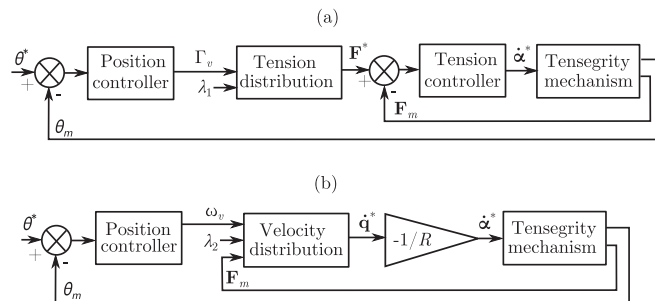 (a)
θ* + - Position controller Γᵥ λ₁ Tension distribution F* + - Tension controller α̇* Tensegrity mechanism
Fₘ
θₘ
(b)
θ* + - Position controller ωᵥ λ₂ Velocity distribution q̇* -1/R α̇* Tensegrity mechanism
Fₘ
θₘ